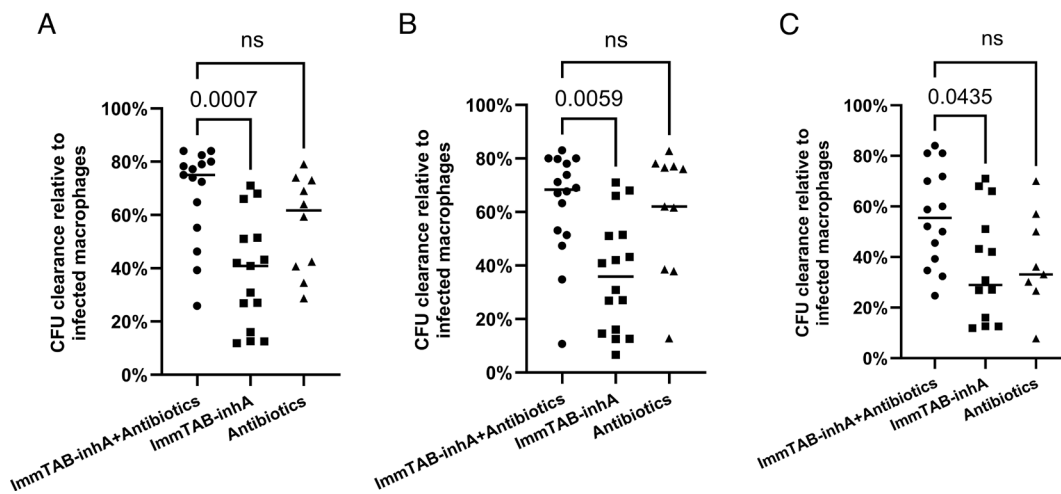 A
ns
0.0007
CFU clearance relative to
infected macrophages
100%
80%
60%
40%
20%
0%
ImmTAB-inhA+Antibiotics
ImmTAB-inhA
Antibiotics
B
ns
0.0059
CFU clearance relative to
infected macrophages
100%
80%
60%
40%
20%
0%
ImmTAB-inhA+Antibiotics
ImmTAB-inhA
Antibiotics
C
ns
0.0435
CFU clearance relative to
infected macrophages
100%
80%
60%
40%
20%
0%
ImmTAB-inhA+Antibiotics
ImmTAB-inhA
Antibiotics